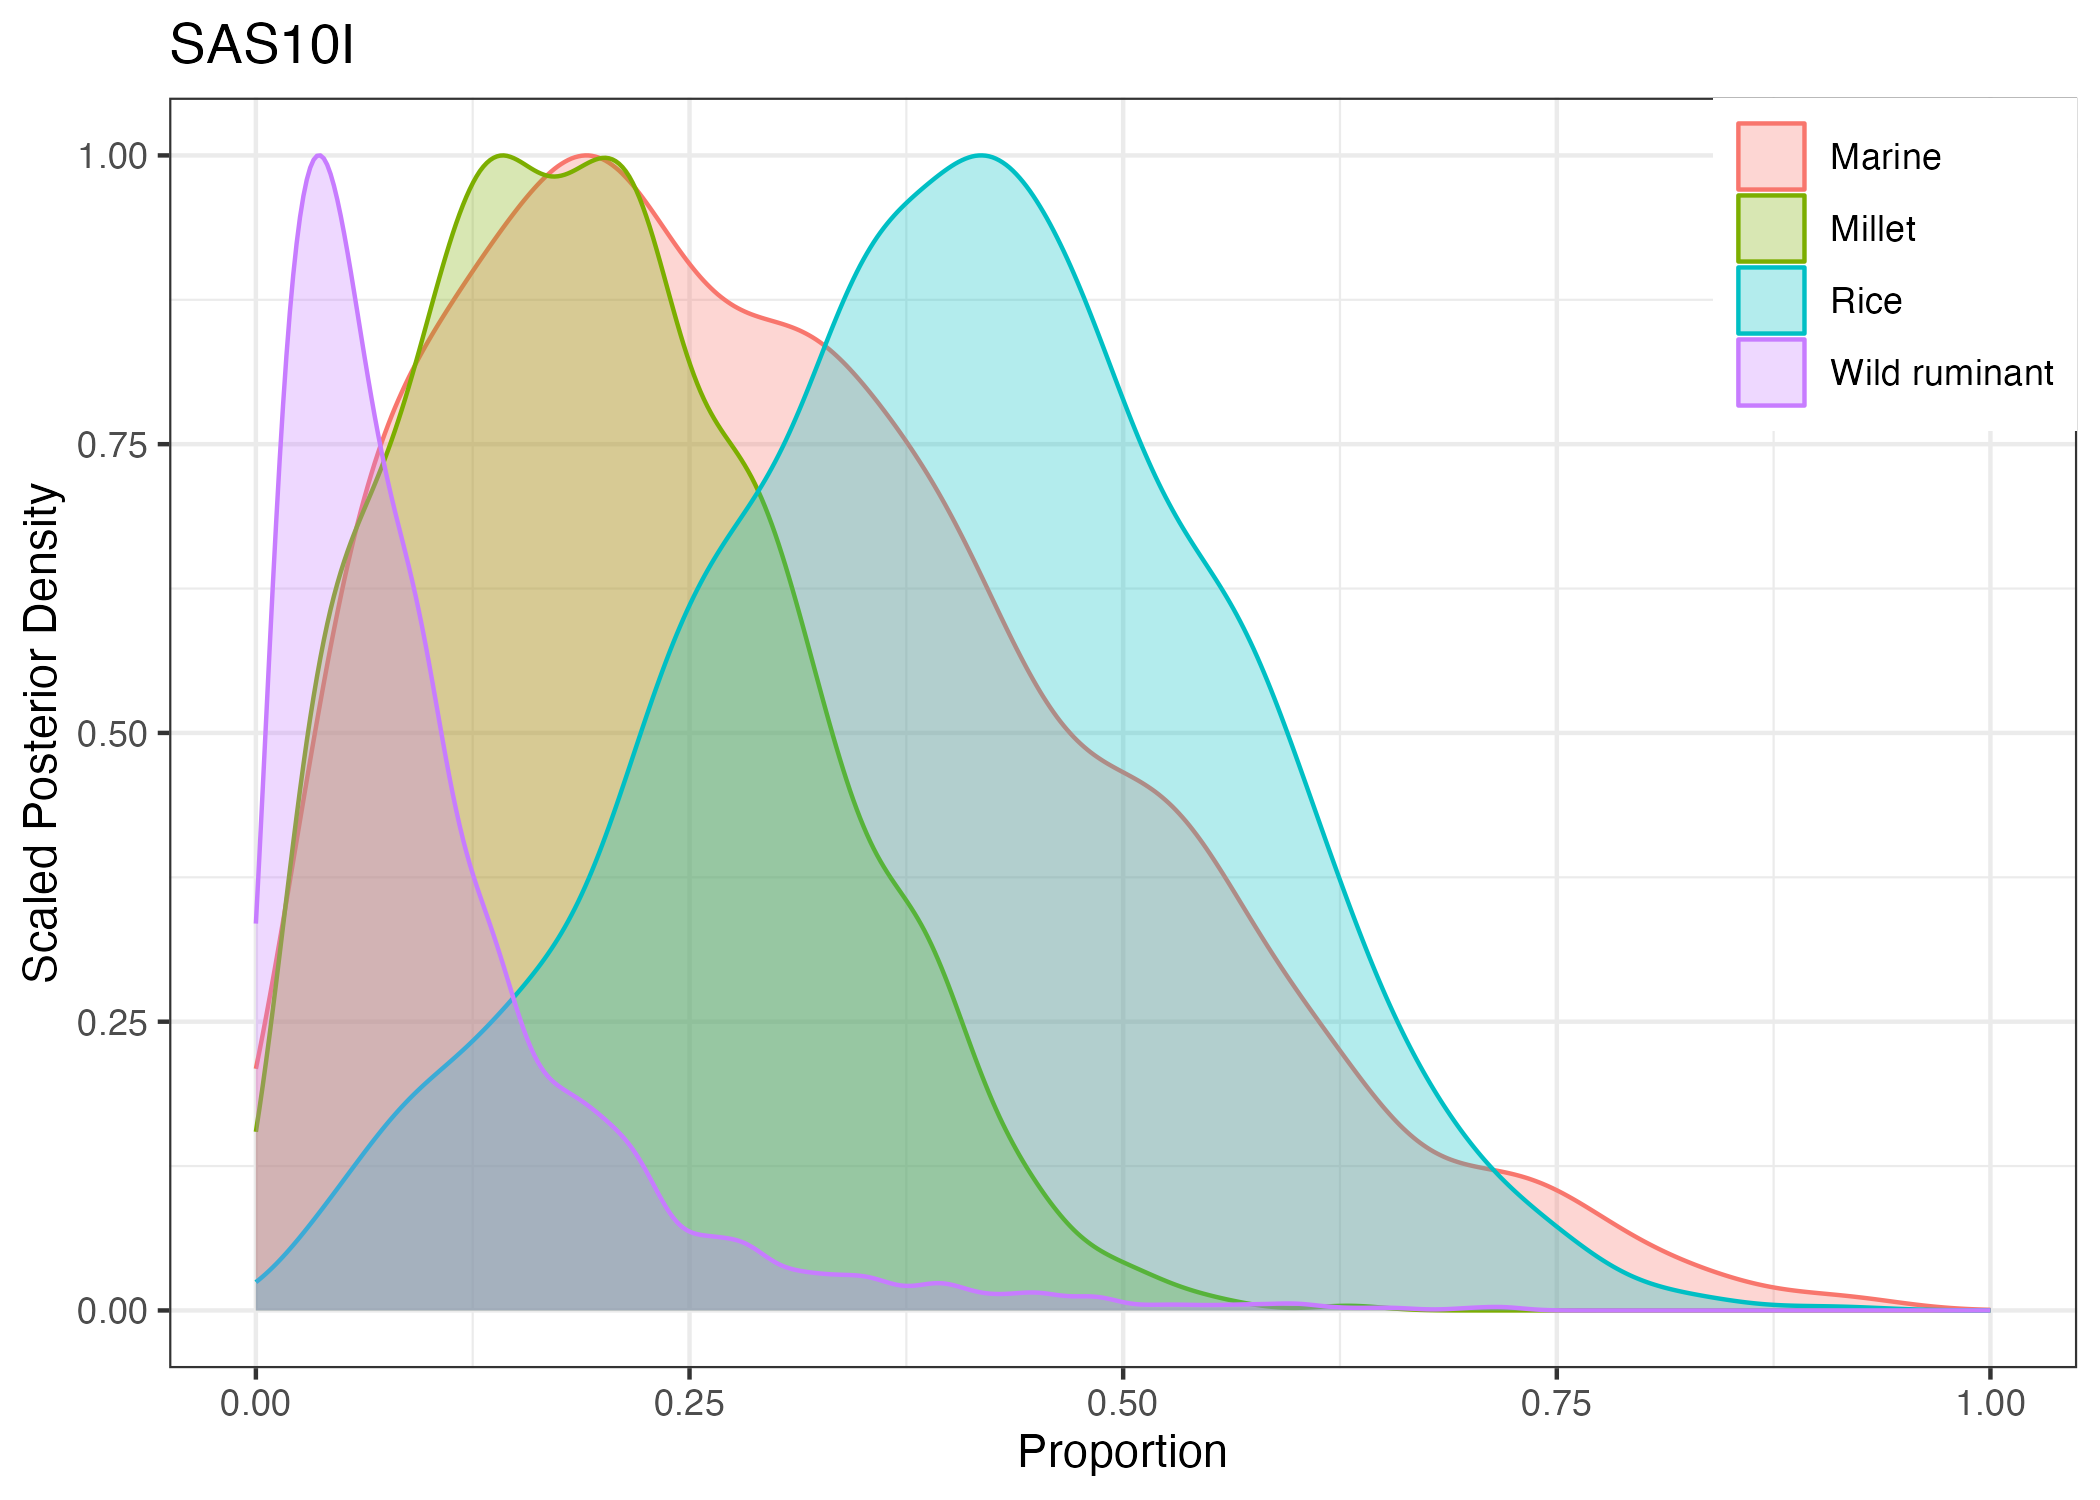 SAS10I
Marine
Millet
Rice
Wild ruminant
1.00
0.75
0.50
0.25
0.00
Scaled Posterior Density
0.00 0.25 0.50 0.75 1.00
Proportion